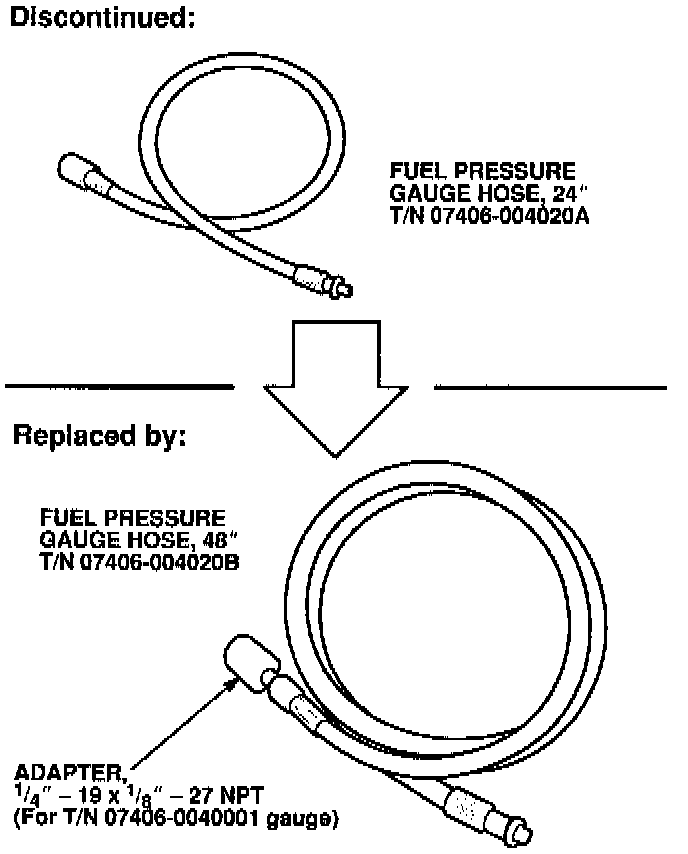 Discontinued:
FUEL PRESSURE
GAUGE HOSE, 24"
T/N 07406-004020A
Replaced by:
FUEL PRESSURE
GAUGE HOSE, 48"
T/N 07406-004020B
ADAPTER,
1/4" – 19 x 1/8" – 27 NPT
(For T/N 07406-0040001 gauge)